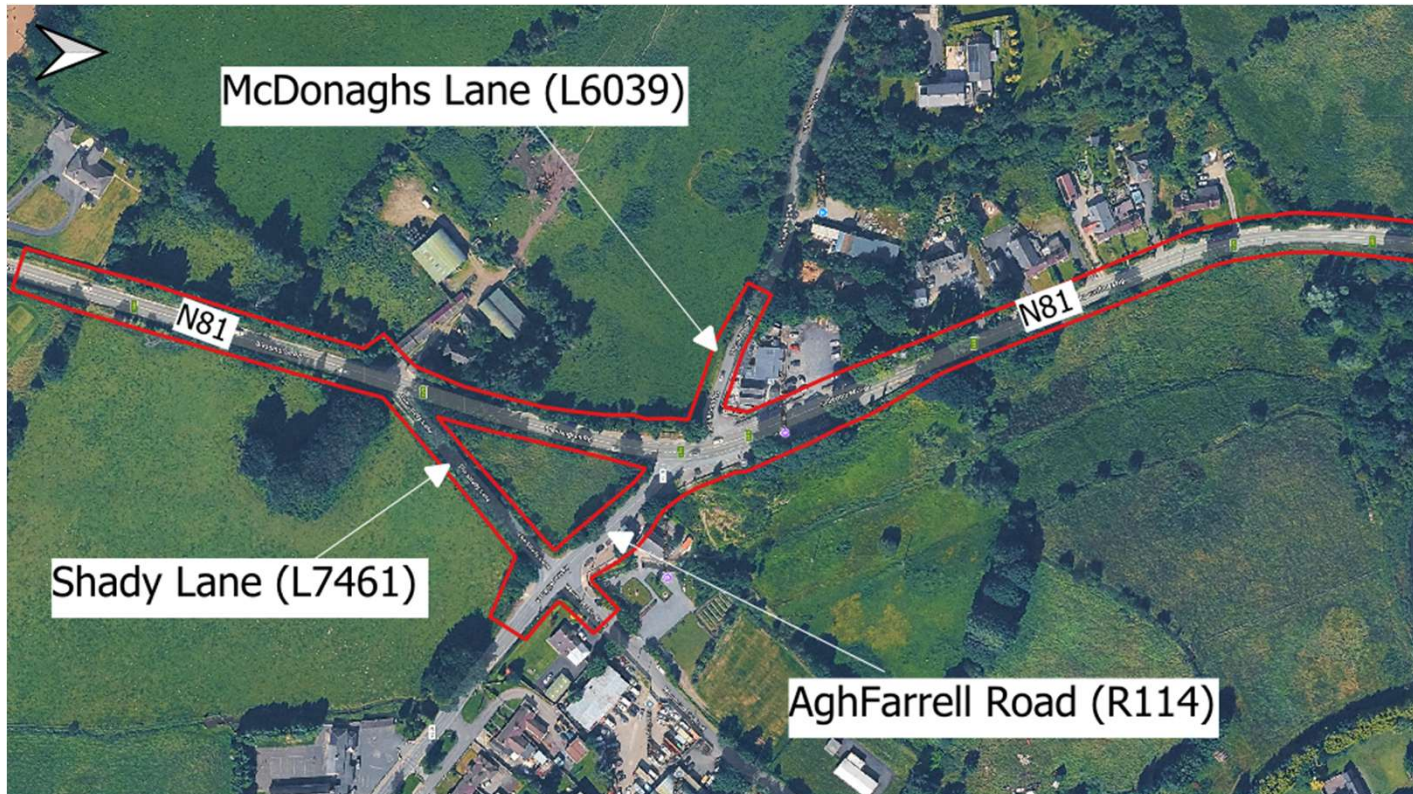 McDonaghs Lane (L6039)
N81
N81
Shady Lane (L7461)
AghFarrell Road (R114)